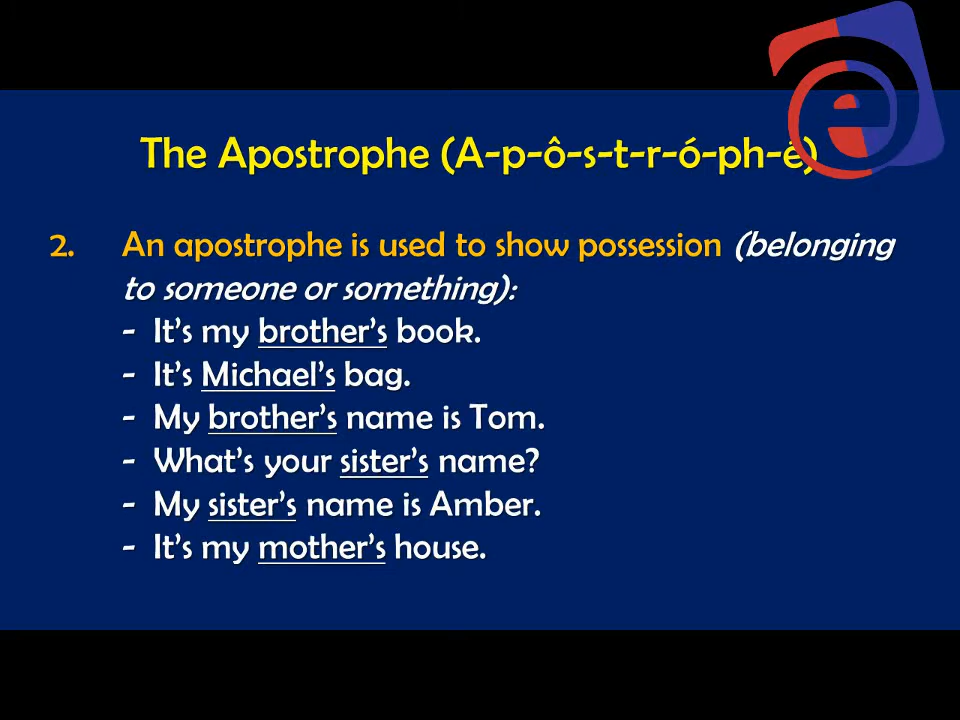 The Apostrophe (A-p-ô-s-t-r-ó-ph-ê)
2. An apostrophe is used to show possession (belonging
to someone or something):
- It’s my brother’s book.
- It’s Michael’s bag.
- My brother’s name is Tom.
- What’s your sister’s name?
- My sister’s name is Amber.
- It’s my mother’s house.